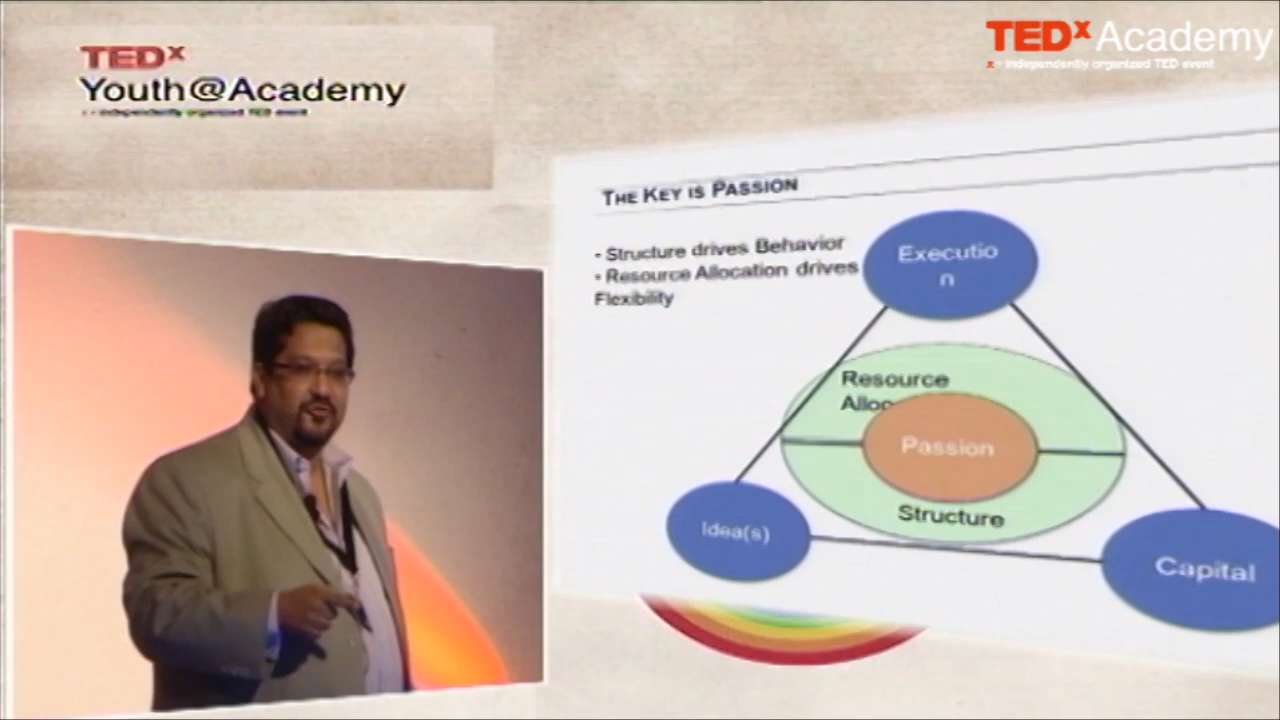 TEDx
Youth@Academy
x = independently organized TED event
TEDx Academy
x = independently organized TED event
THE KEY IS PASSION
• Structure drives Behavior
• Resource Allocation drives
Flexibility
Executio
n
Resource
Alloc
Passion
Structure
Idea(s)
Capital